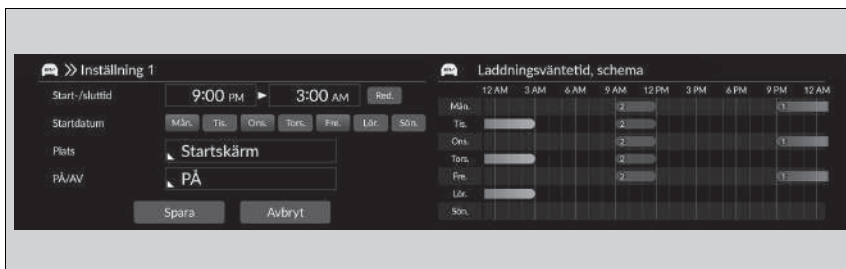 Inställning 1
Start-/sluttid 9:00 PM 3:00 AM Red.
Startdatum Mån. Tis. Ons. Tors. Fre. Lör. Sön.
Plats Startskärm
PÅ/AV PÅ
Spara Avbryt
Laddningsväntetid, schema
12 AM 3 AM 6 AM 9 AM 12 PM 3 PM 6 PM 9 PM 12 AM
Mån. 2 1
Tis. 2
Ons. 2 1
Tors. 2
Fre. 2 1
Lör.
Sön.